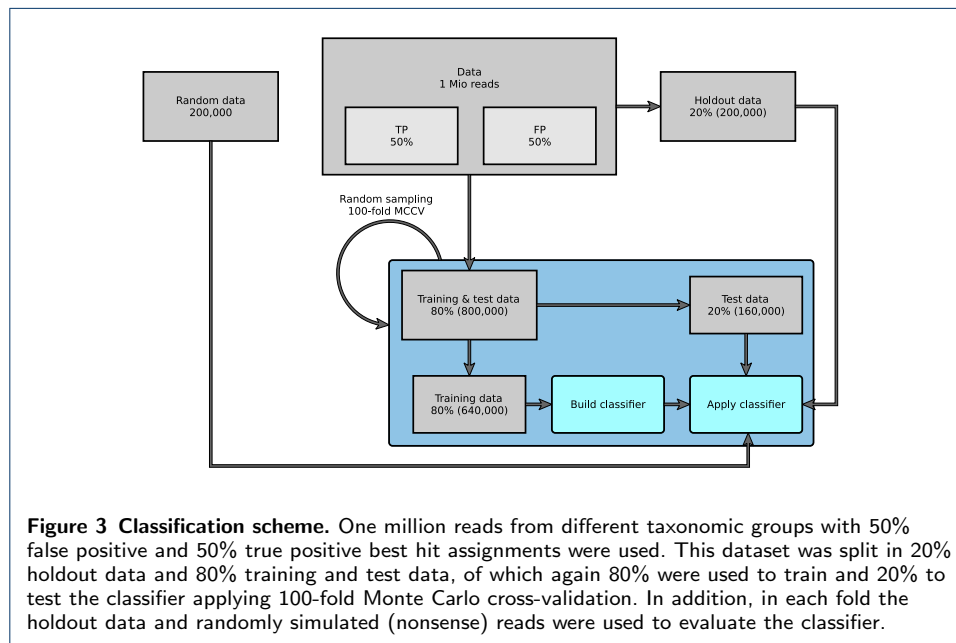 Data
1 Mio reads
Random data
200,000
Holdout data
20% (200,000)
TP
50%
FP
50%
Random sampling
100-fold MCCV
Training & test data
80% (800,000)
Test data
20% (160,000)
Training data
80% (640,000)
Build classifier
Apply classifier
Figure 3 Classification scheme. One million reads from different taxonomic groups with 50%
false positive and 50% true positive best hit assignments were used. This dataset was split in 20%
holdout data and 80% training and test data, of which again 80% were used to train and 20% to
test the classifier applying 100-fold Monte Carlo cross-validation. In addition, in each fold the
holdout data and randomly simulated (nonsense) reads were used to evaluate the classifier.